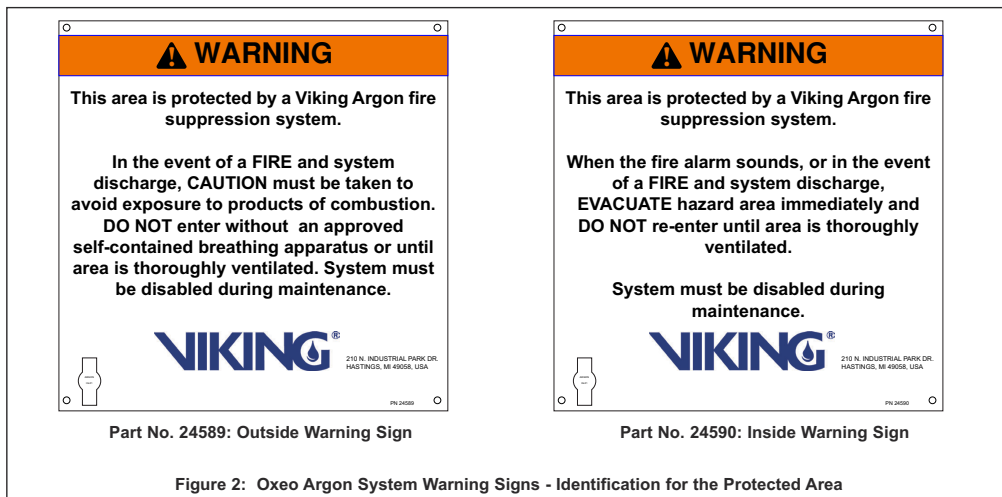 WARNING
This area is protected by a Viking Argon fire
suppression system.
In the event of a FIRE and system
discharge, CAUTION must be taken to
avoid exposure to products of combustion.
DO NOT enter without an approved
self-contained breathing apparatus or until
area is thoroughly ventilated. System must
be disabled during maintenance.
VIKING®
210 N. INDUSTRIAL PARK DR.
HASTINGS, MI 49058, USA
PN 24589
Part No. 24589: Outside Warning Sign
WARNING
This area is protected by a Viking Argon fire
suppression system.
When the fire alarm sounds, or in the event
of a FIRE and system discharge,
EVACUATE hazard area immediately and
DO NOT re-enter until area is thoroughly
ventilated.
System must be disabled during
maintenance.
VIKING®
210 N. INDUSTRIAL PARK DR.
HASTINGS, MI 49058, USA
PN 24590
Part No. 24590: Inside Warning Sign
Figure 2: Oxeo Argon System Warning Signs - Identification for the Protected Area